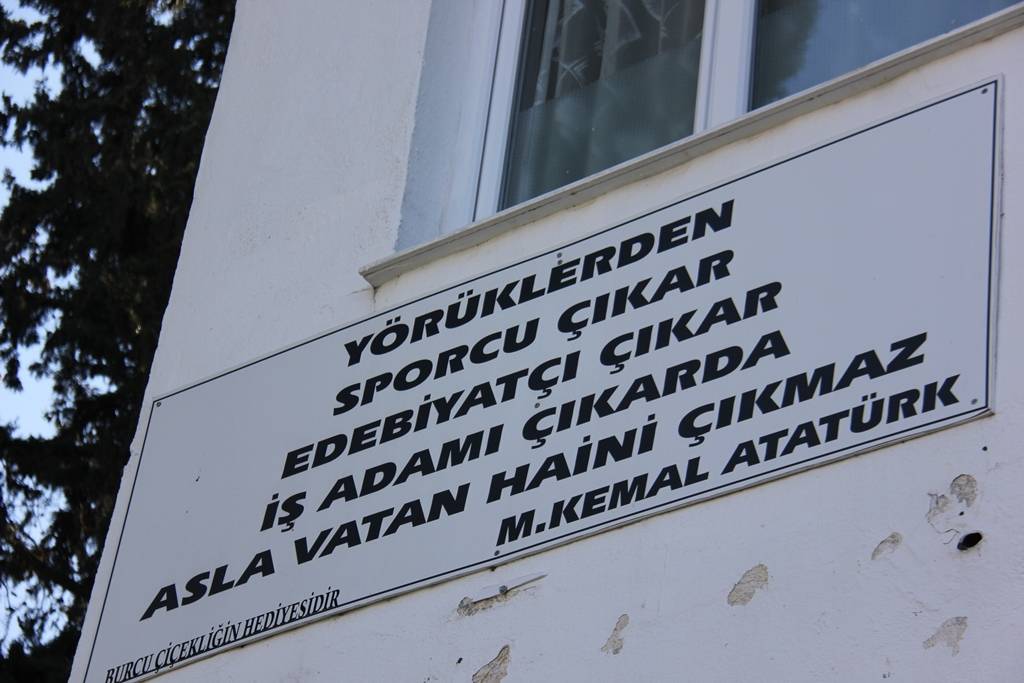 YÖRÜKLERDEN
SPORCU ÇIKAR
EDEBİYATÇI ÇIKAR
İŞ ADAMI ÇIKARDA
ASLA VATAN HAİNİ ÇIKMAZ
M.KEMAL ATATÜRK
BURCU ÇİÇEKLİĞİN HEDİYESİDİR